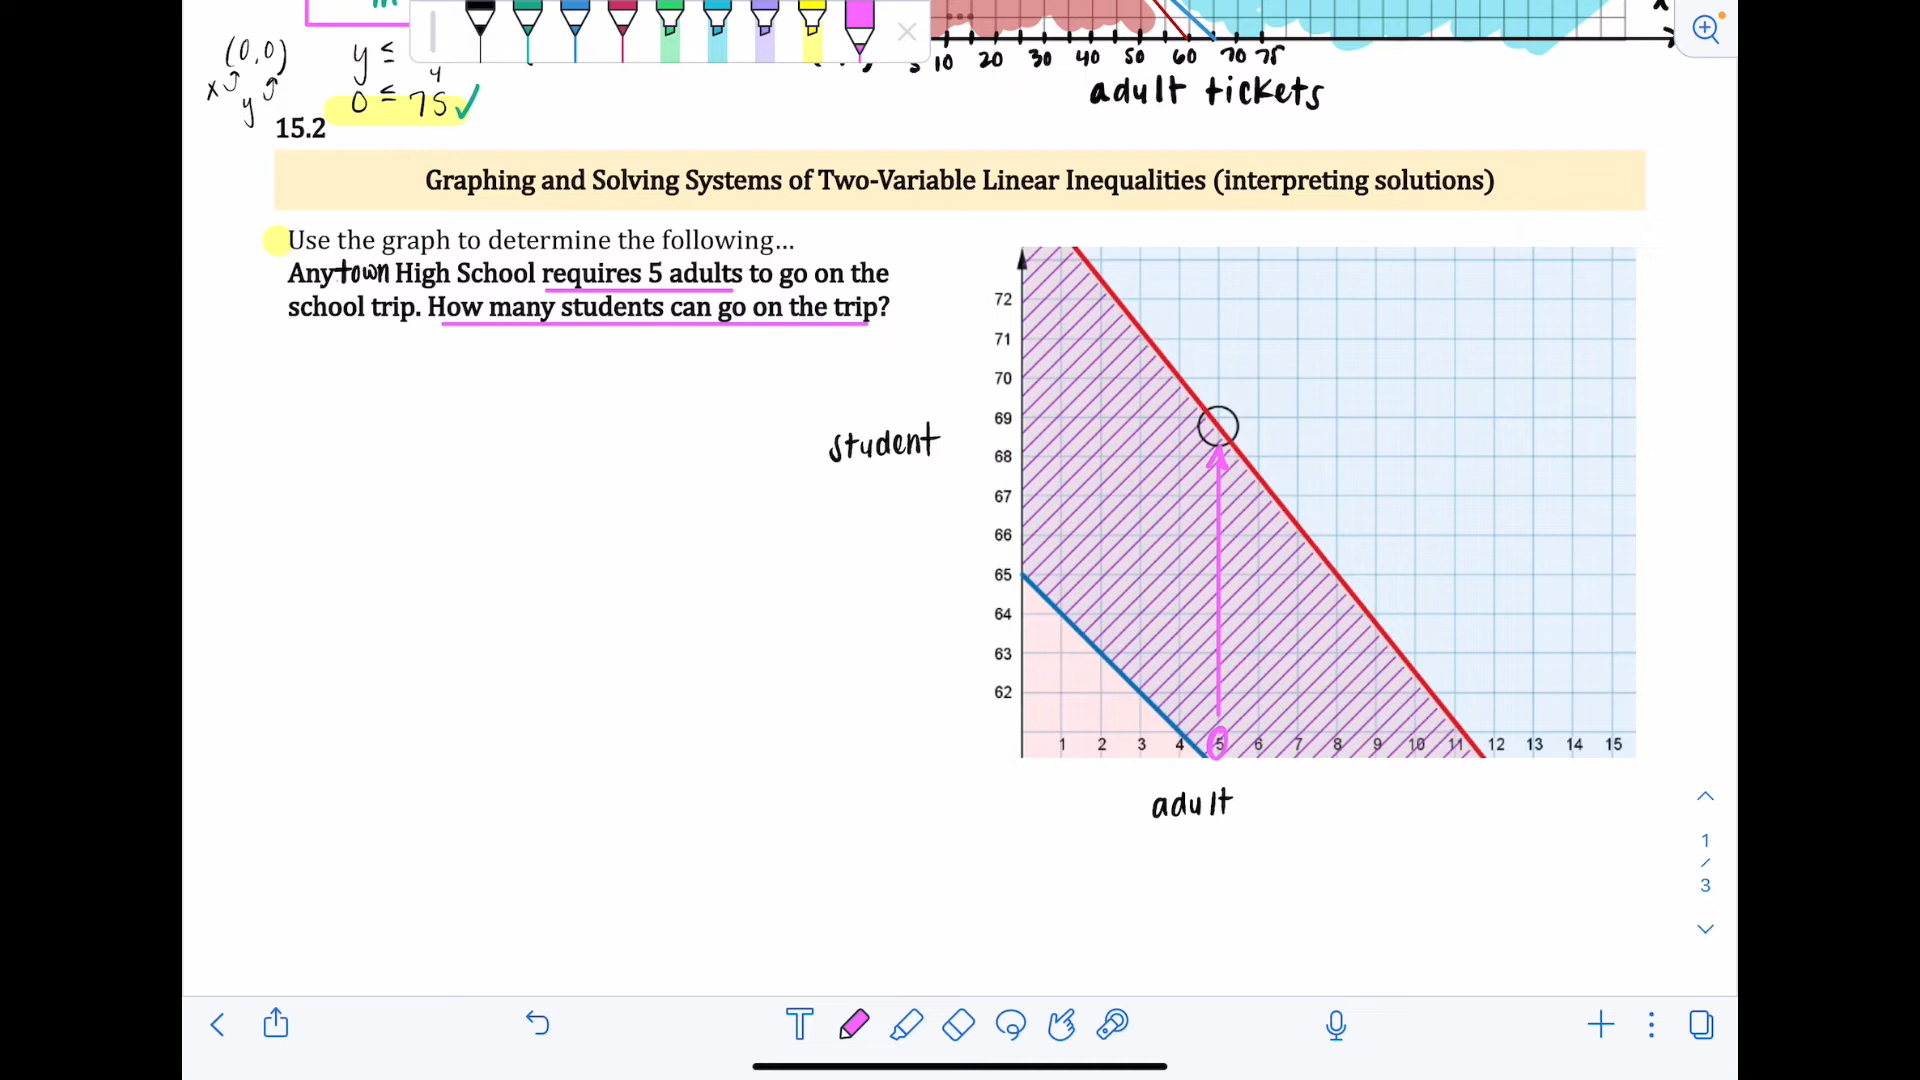 (0,0)
x
y
y ≤
4
0 ≤ 75 ✓
10 20 30 40 50 60 70 75
x
adult tickets
15.2
Graphing and Solving Systems of Two-Variable Linear Inequalities (interpreting solutions)
Use the graph to determine the following...
Anytown High School requires 5 adults to go on the
school trip. How many students can go on the trip?
student
72
71
70
69
68
67
66
65
64
63
62
1 2 3 4 5 6 7 8 9 10 11 12 13 14 15
adult
1
/
3
T